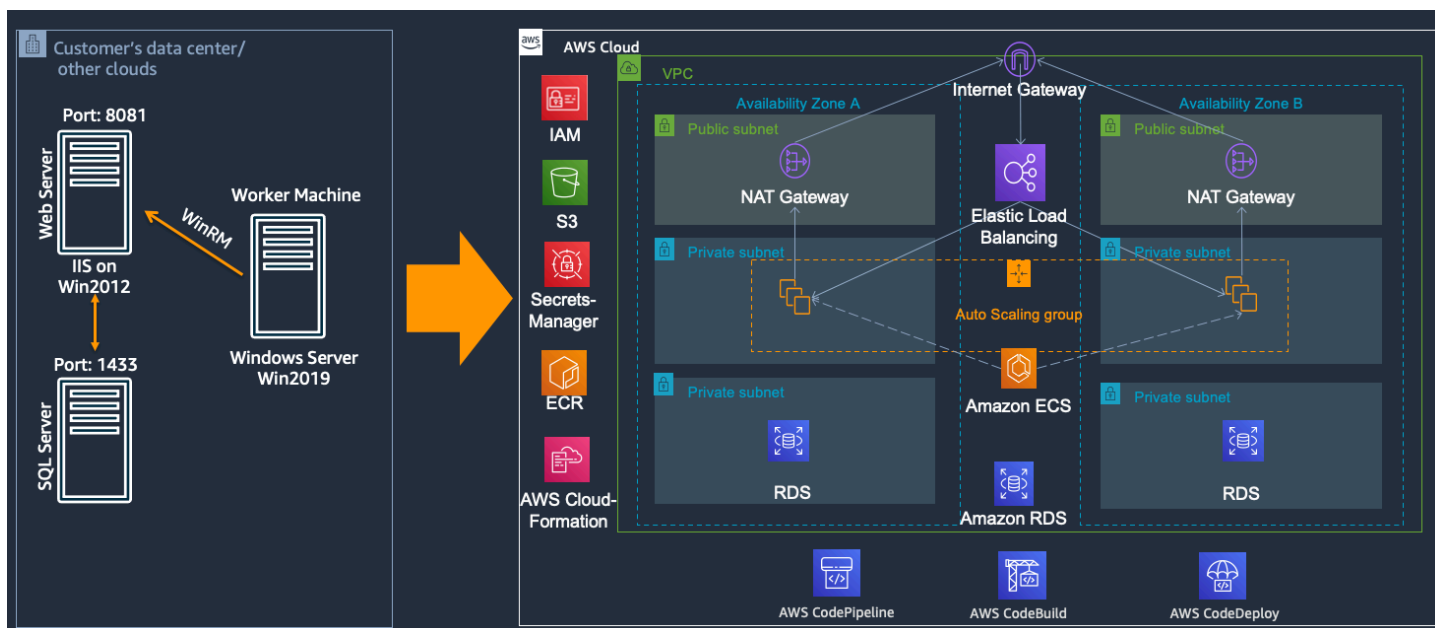 Customer's data center/
other clouds
Port: 8081
Web Server
IIS on
Win2012
WinRM
Worker Machine
Windows Server
Win2019
Port: 1433
SQL Server
aws
AWS Cloud
IAM
S3
Secrets-
Manager
ECR
AWS Cloud-
Formation
VPC
Internet Gateway
Availability Zone A
Public subnet
NAT Gateway
Private subnet
Private subnet
RDS
Elastic Load
Balancing
Auto Scaling group
Amazon ECS
Amazon RDS
Availability Zone B
Public subnet
NAT Gateway
Private subnet
Private subnet
RDS
AWS CodePipeline
AWS CodeBuild
AWS CodeDeploy